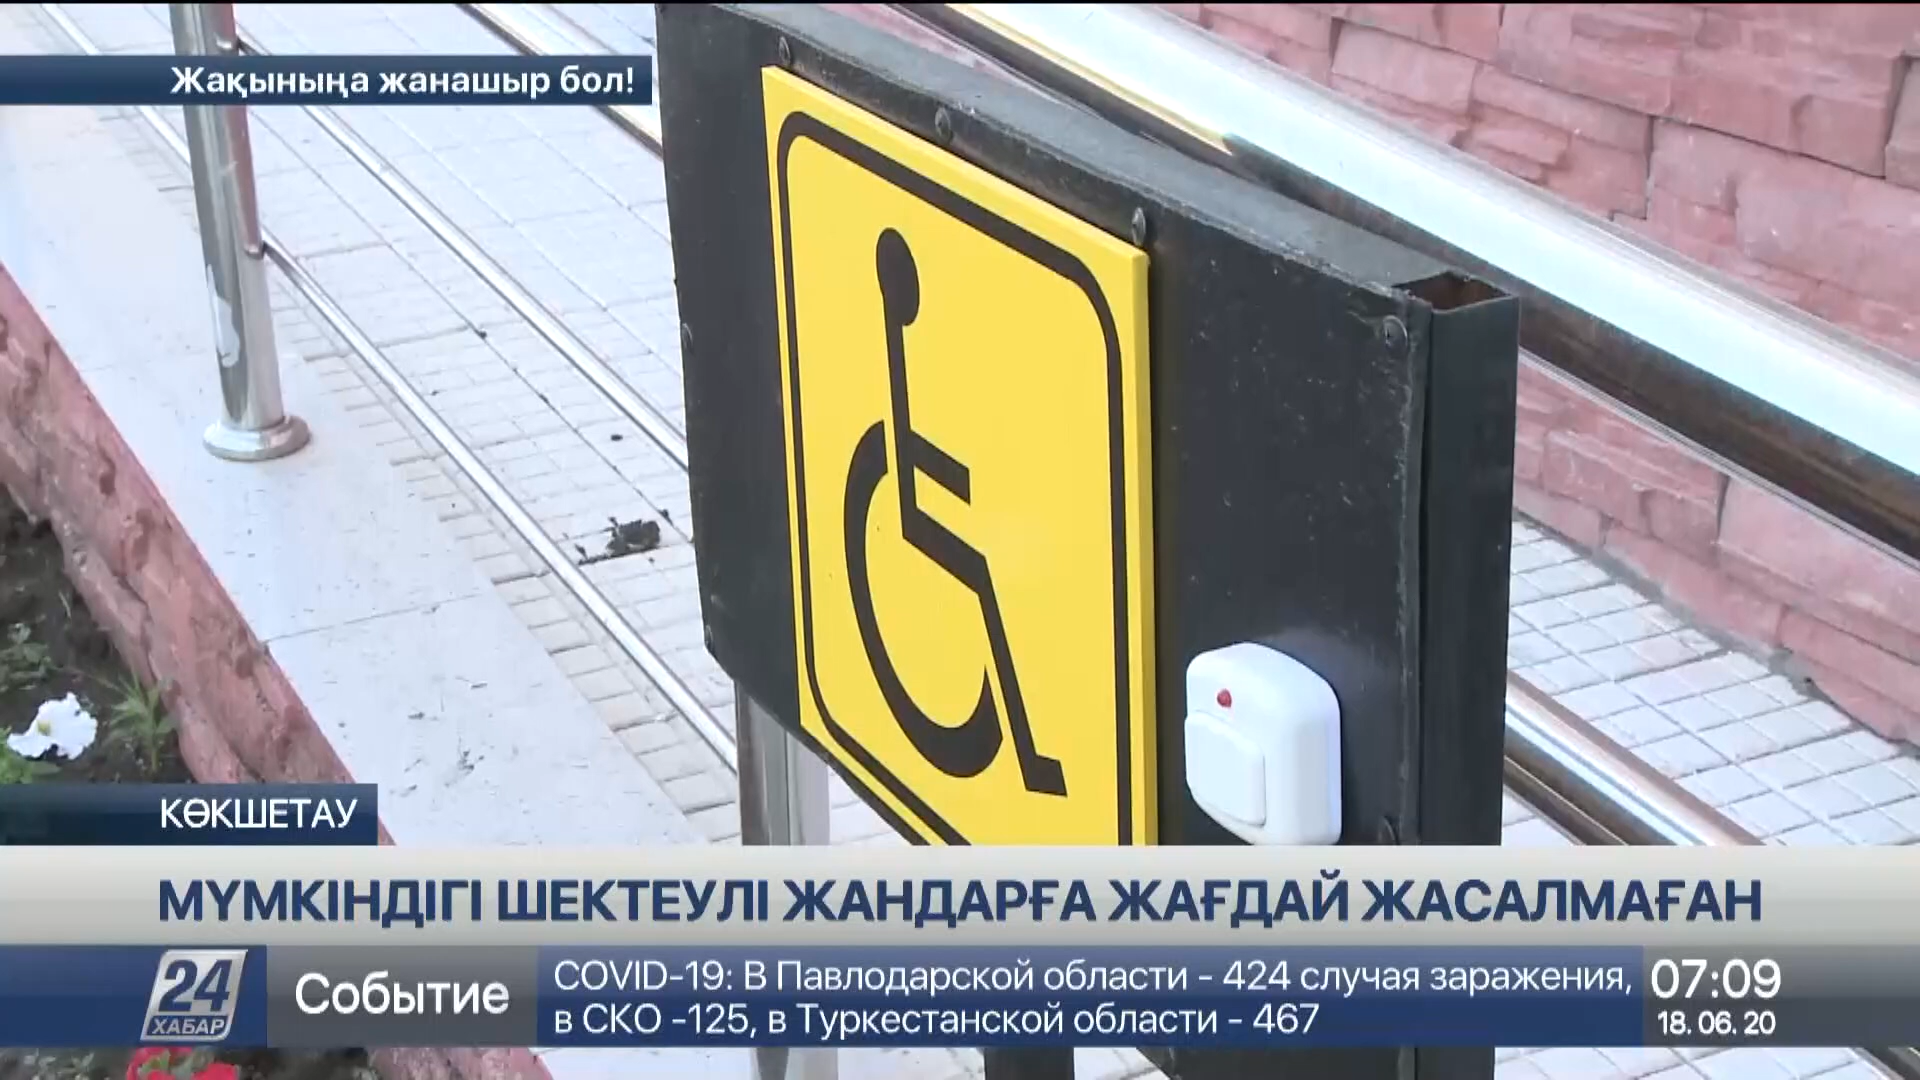 Жақыныңа жанашыр бол!
КӨКШЕТАУ
МҮМКІНДІГІ ШЕКТЕУЛІ ЖАНДАРҒА ЖАҒДАЙ ЖАСАЛМАҒАН
24
ХАБАР
Событие
COVID-19: В Павлодарской области - 424 случая заражения,
в СКО -125, в Туркестанской области - 467
07:09
18. 06. 20